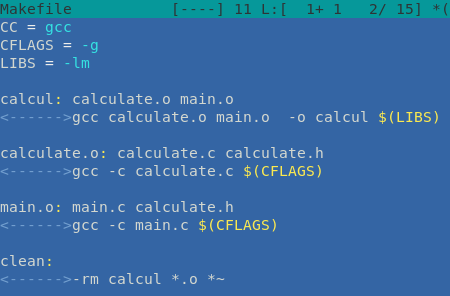 Makefile [----] 11 L:[ 1+ 1 2/ 15] *(
CC = gcc
CFLAGS = -g
LIBS = -lm
calcul: calculate.o main.o
<------>gcc calculate.o main.o  -o calcul $(LIBS)
calculate.o: calculate.c calculate.h
<------>gcc -c calculate.c $(CFLAGS)
main.o: main.c calculate.h
<------>gcc -c main.c $(CFLAGS)
clean:
<------>-rm calcul *.o *~